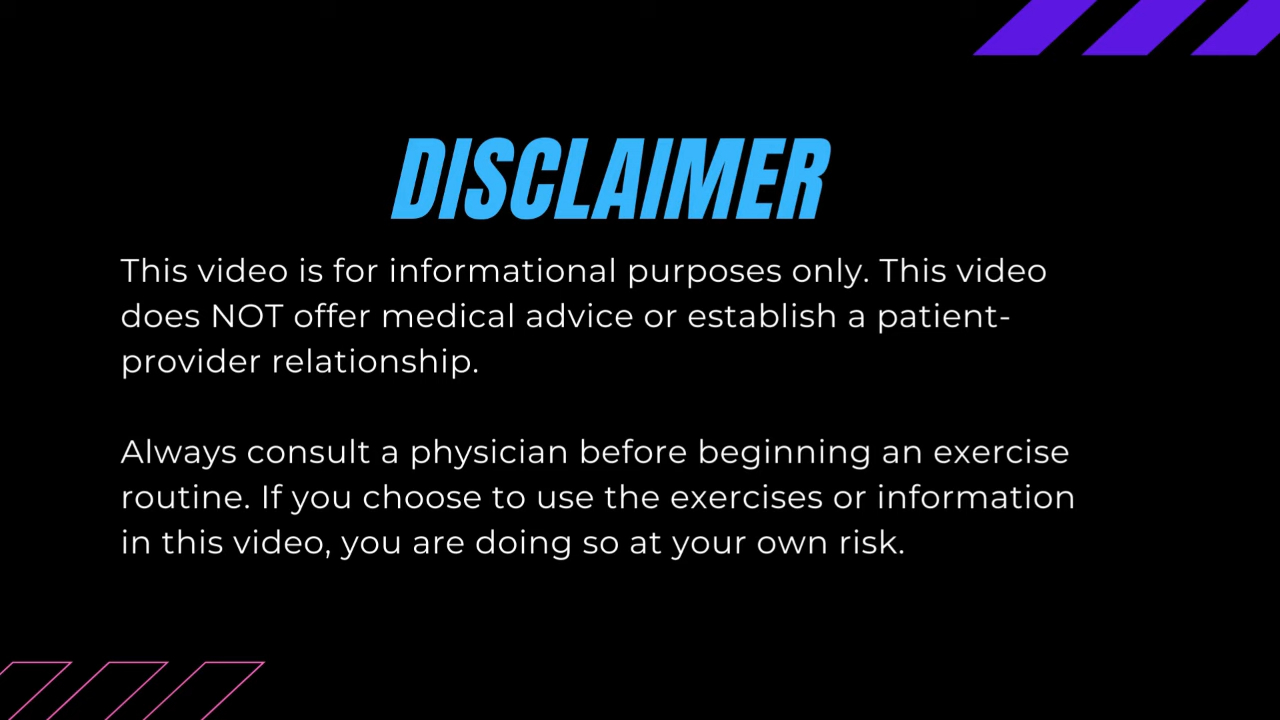 DISCLAIMER
This video is for informational purposes only. This video
does NOT offer medical advice or establish a patient-
provider relationship.
Always consult a physician before beginning an exercise
routine. If you choose to use the exercises or information
in this video, you are doing so at your own risk.